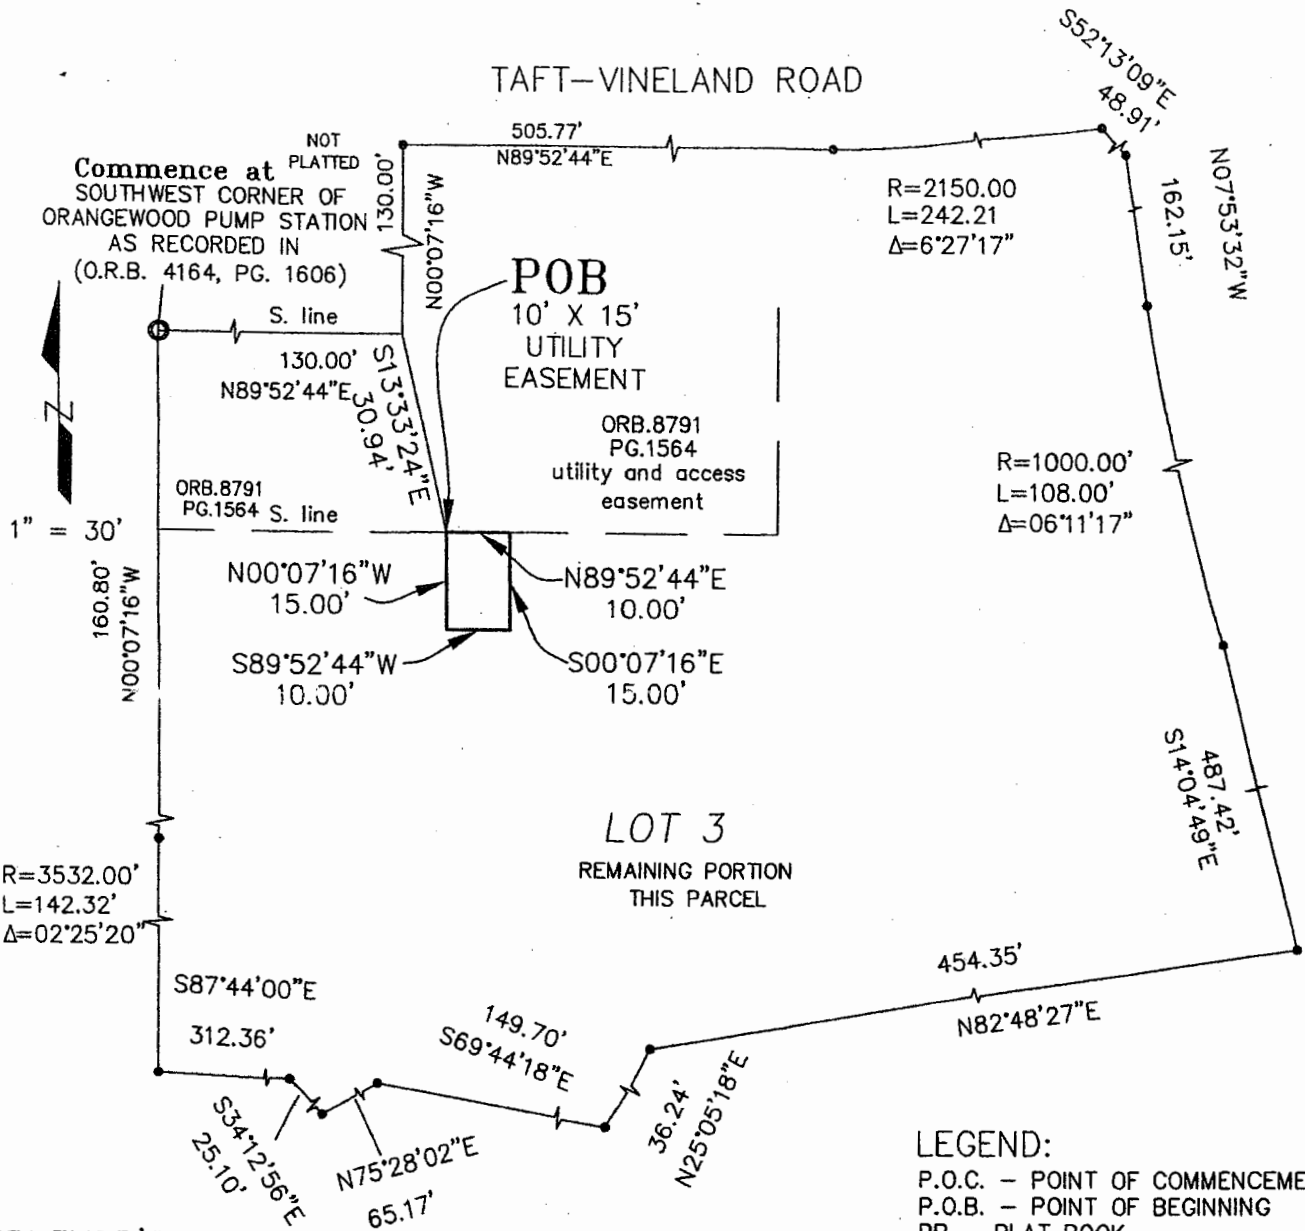 TAFT–VINELAND ROAD
S52°13'09"E
48.91'
NOT
PLATTED
505.77'
N89°52'44"E
Commence at
SOUTHWEST CORNER OF
ORANGEWOOD PUMP STATION
AS RECORDED IN
(O.R.B. 4164, PG. 1606)
130.00'
N00°07'16"W
R=2150.00
L=242.21
Δ=6°27'17"
162.15'
N07°53'32"W
POB
10' X 15'
UTILITY
EASEMENT
S. line
130.00'
N89°52'44"E
S13°33'24"E
30.94'
Z
1" = 30'
ORB.8791
PG.1564
utility and access
easement
ORB.8791
PG.1564 S. line
R=1000.00'
L=108.00'
Δ=06°11'17"
160.80'
N00°07'16"W
N00°07'16"W
15.00'
N89°52'44"E
10.00'
S89°52'44"W
10.00'
S00°07'16"E
15.00'
487.42'
S14°04'49"E
LOT 3
REMAINING PORTION
THIS PARCEL
R=3532.00'
L=142.32'
Δ=02°25'20"
S87°44'00"E
312.36'
149.70'
S69°44'18"E
454.35'
N82°48'27"E
36.24'
N25°05'18"E
S34°12'56"E
25.10'
N75°28'02"E
65.17'
LEGEND:
P.O.C. – POINT OF COMMENCEME
P.O.B. – POINT OF BEGINNING